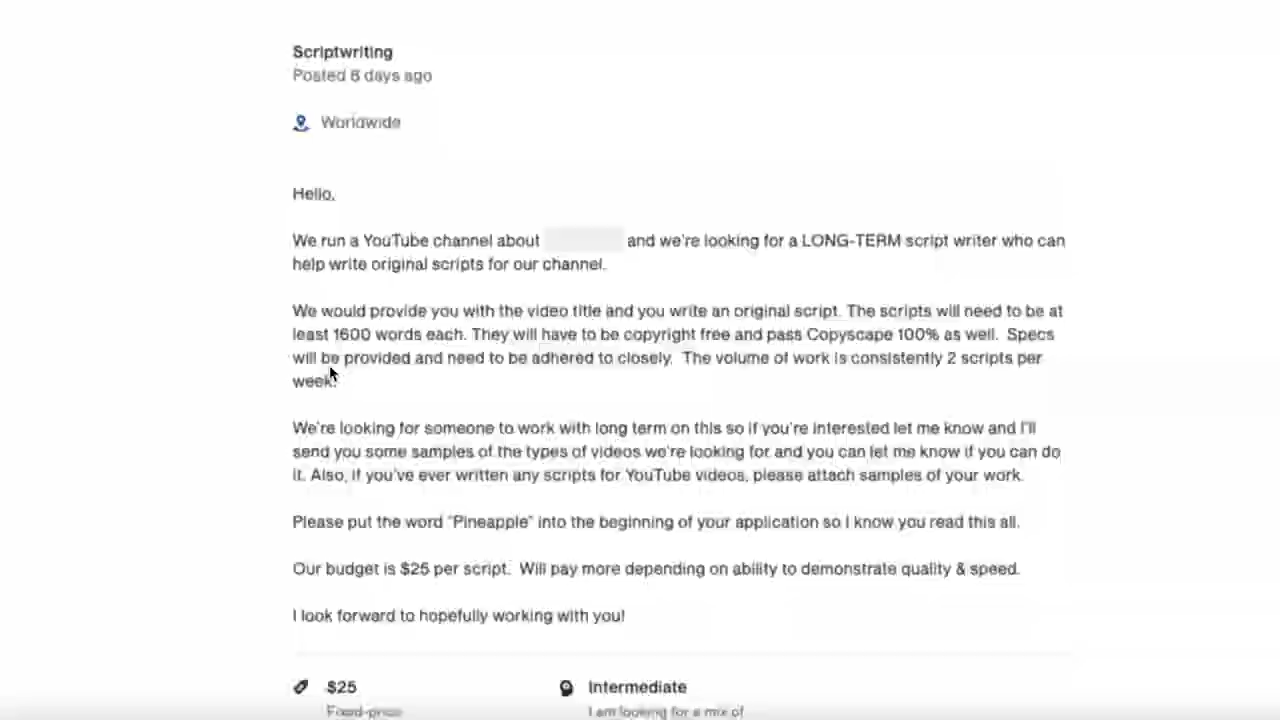 Scriptwriting
Posted 6 days ago
Worldwide
Hello,
We run a YouTube channel about and we're looking for a LONG-TERM script writer who can
help write original scripts for our channel.
We would provide you with the video title and you write an original script. The scripts will need to be at
least 1600 words each. They will have to be copyright free and pass Copyscape 100% as well. Specs
will be provided and need to be adhered to closely. The volume of work is consistently 2 scripts per
week.
We're looking for someone to work with long term on this so if you're interested let me know and I'll
send you some samples of the types of videos we're looking for and you can let me know if you can do
it. Also, if you've ever written any scripts for YouTube videos, please attach samples of your work.
Please put the word "Pineapple" into the beginning of your application so I know you read this all.
Our budget is $25 per script. Will pay more depending on ability to demonstrate quality & speed.
I look forward to hopefully working with you!
$25
Intermediate
Fixed-price
I am looking for a mix of